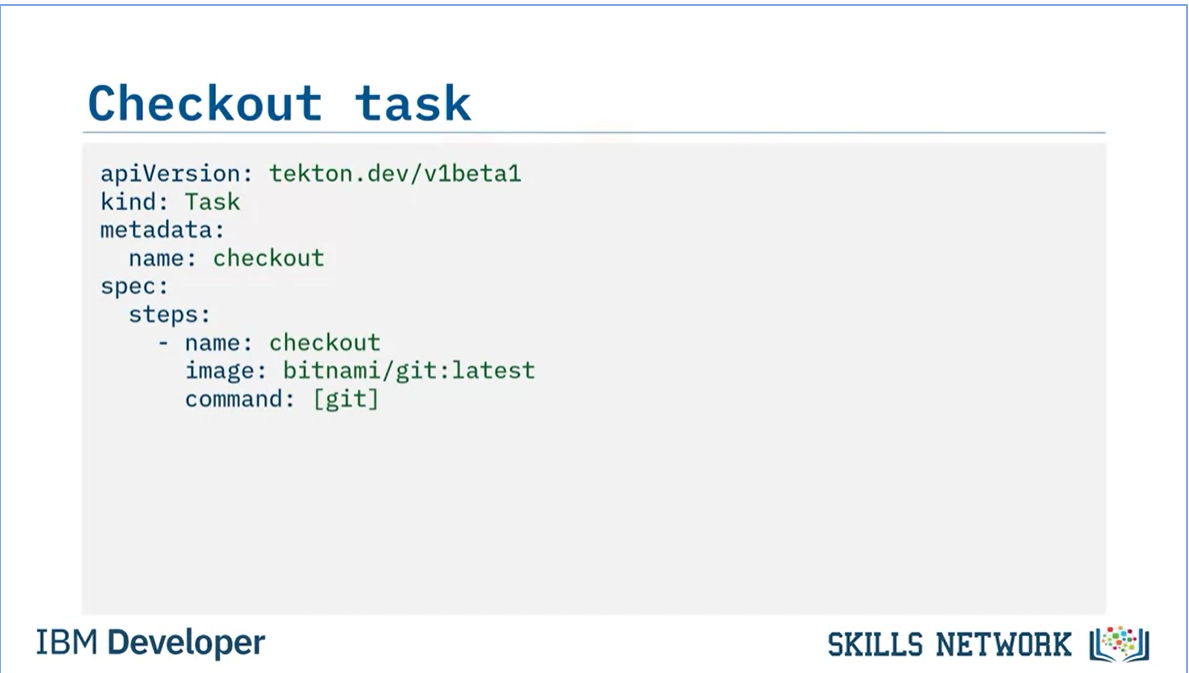 Checkout task
apiVersion: tekton.dev/v1beta1
kind: Task
metadata:
  name: checkout
spec:
  steps:
    - name: checkout
      image: bitnami/git:latest
      command: [git]
IBM Developer
SKILLS NETWORK